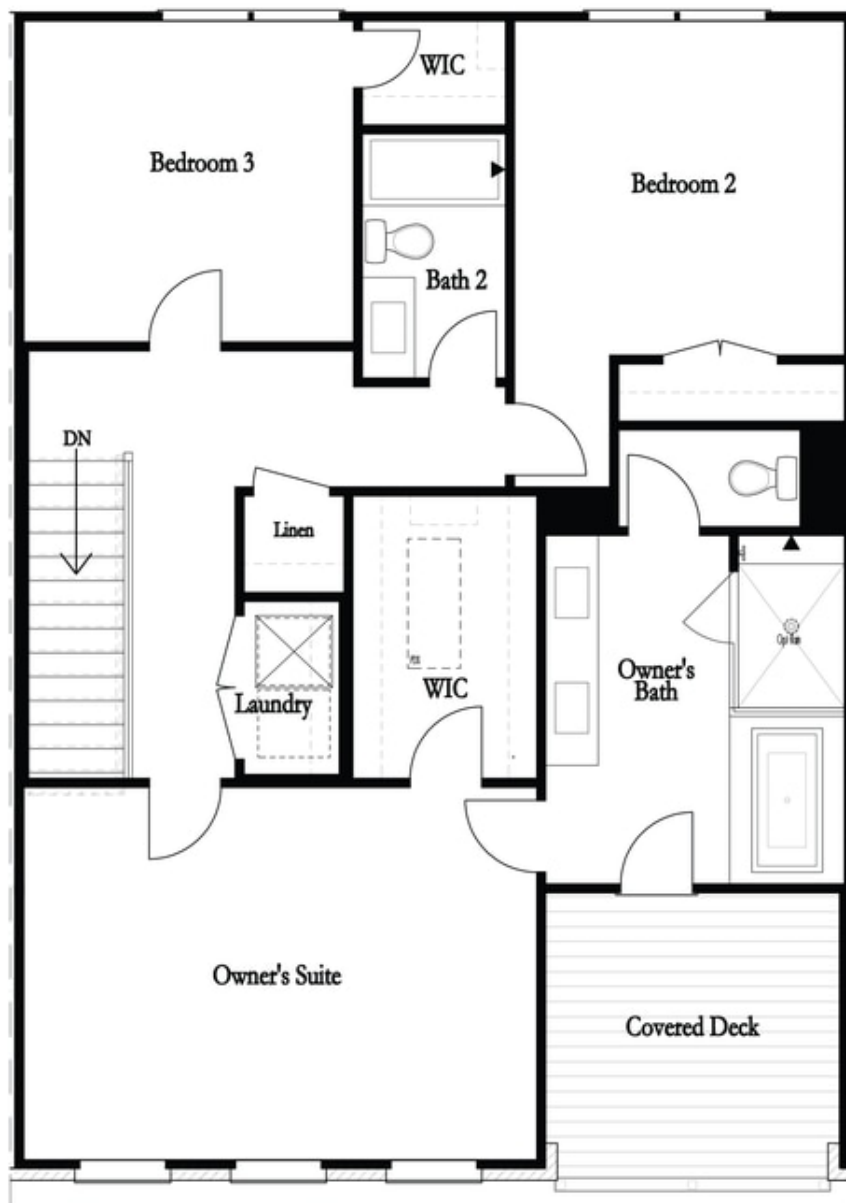 WIC
Bedroom 3
Bedroom 2
Bath 2
DN
Linen
Owner's
Bath
WIC
Laundry
Owner's Suite
Covered Deck